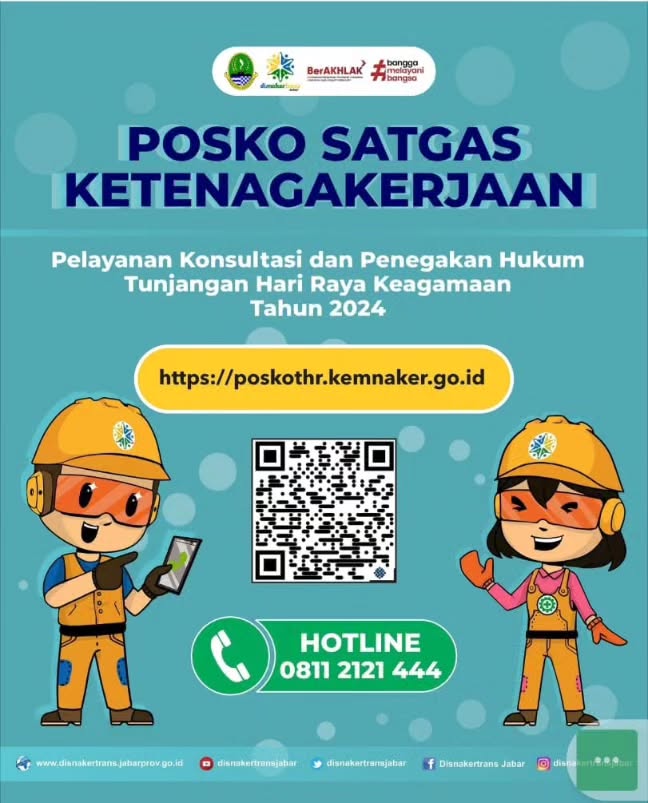 disnakertrans
BerAKHLAK
#bangga
melayani
bangsa
POSKO SATGAS
KETENAGAKERJAAN
Pelayanan Konsultasi dan Penegakan Hukum
Tunjangan Hari Raya Keagamaan
Tahun 2024
https://poskothr.kemnaker.go.id
HOTLINE
0811 2121 444
www.disnakertrans.jabarprov.go.id disnakertransjabar disnakertransjabar Disnakertrans Jabar